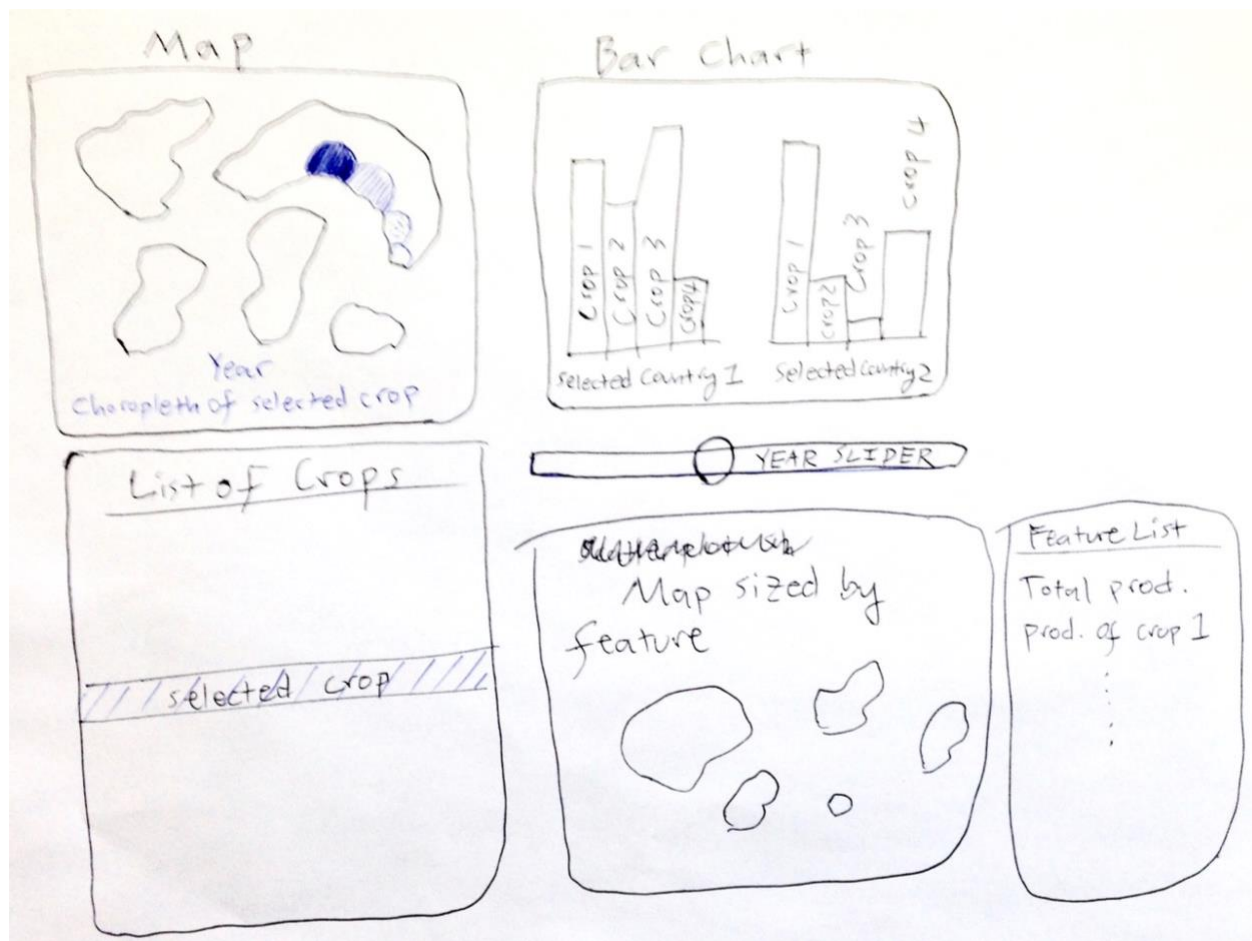 Map
Year
Choropleth of selected crop
Bar Chart
Crop 1
Crop 2
Crop 3
Crop 4
Selected Country 1
Crop 1
Crop 2
Crop 3
Crop 4
Selected Country 2
List of Crops
selected crop
YEAR SLIDER
Map sized by
feature
Feature List
Total prod.
prod. of crop 1